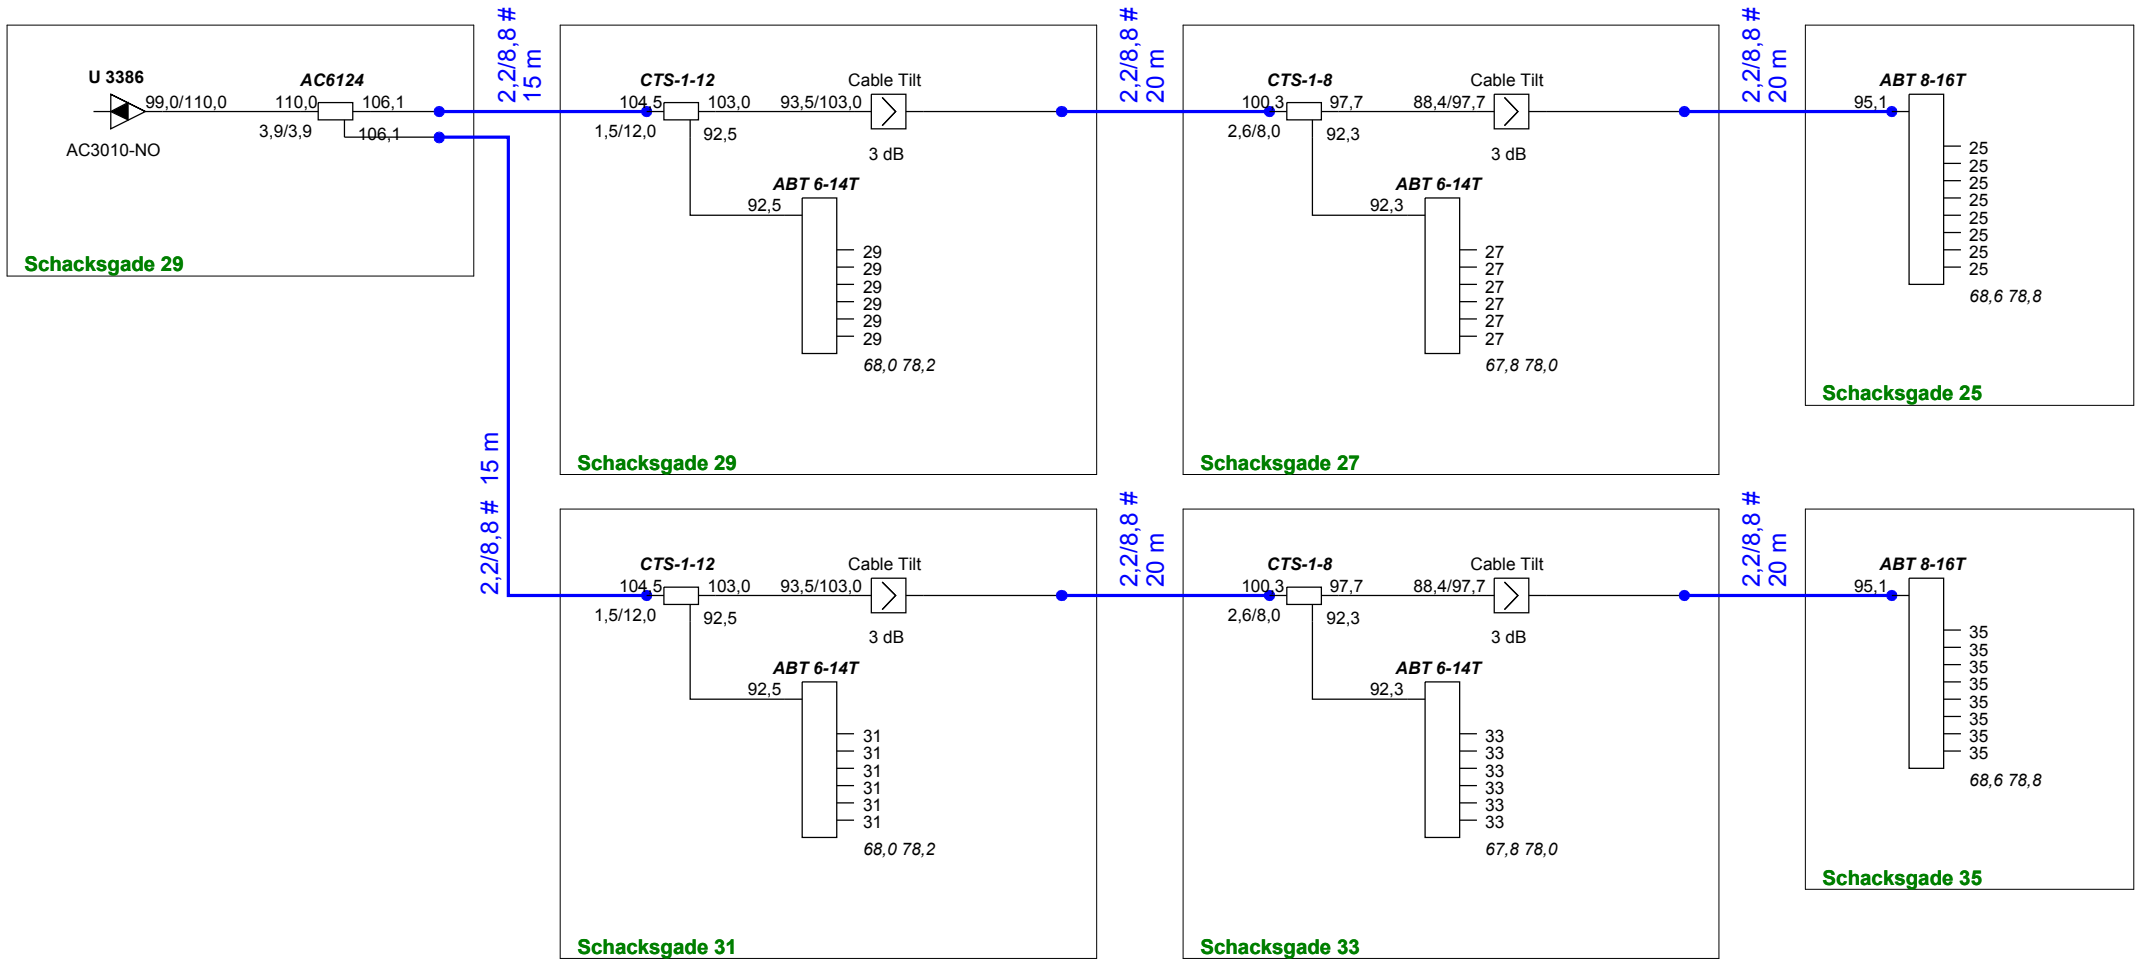 U 3386
99,0/110,0
AC3010-NO
AC6124
110,0
106,1
3,9/3,9
106,1
Schacksgade 29
2,2/8,8 #
15 m
CTS-1-12
104,5
103,0
1,5/12,0
92,5
93,5/103,0
Cable Tilt
3 dB
ABT 6-14T
92,5
29
29
29
29
29
29
68,0 78,2
Schacksgade 29
2,2/8,8 #
20 m
CTS-1-8
100,3
97,7
2,6/8,0
92,3
88,4/97,7
Cable Tilt
3 dB
ABT 6-14T
92,3
27
27
27
27
27
27
67,8 78,0
Schacksgade 27
2,2/8,8 #
20 m
ABT 8-16T
95,1
25
25
25
25
25
25
25
25
68,6 78,8
Schacksgade 25
2,2/8,8 # 15 m
CTS-1-12
104,5
103,0
1,5/12,0
92,5
93,5/103,0
Cable Tilt
3 dB
ABT 6-14T
92,5
31
31
31
31
31
31
68,0 78,2
Schacksgade 31
2,2/8,8 #
20 m
CTS-1-8
100,3
97,7
2,6/8,0
92,3
88,4/97,7
Cable Tilt
3 dB
ABT 6-14T
92,3
33
33
33
33
33
33
67,8 78,0
Schacksgade 33
2,2/8,8 #
20 m
ABT 8-16T
95,1
35
35
35
35
35
35
35
35
68,6 78,8
Schacksgade 35